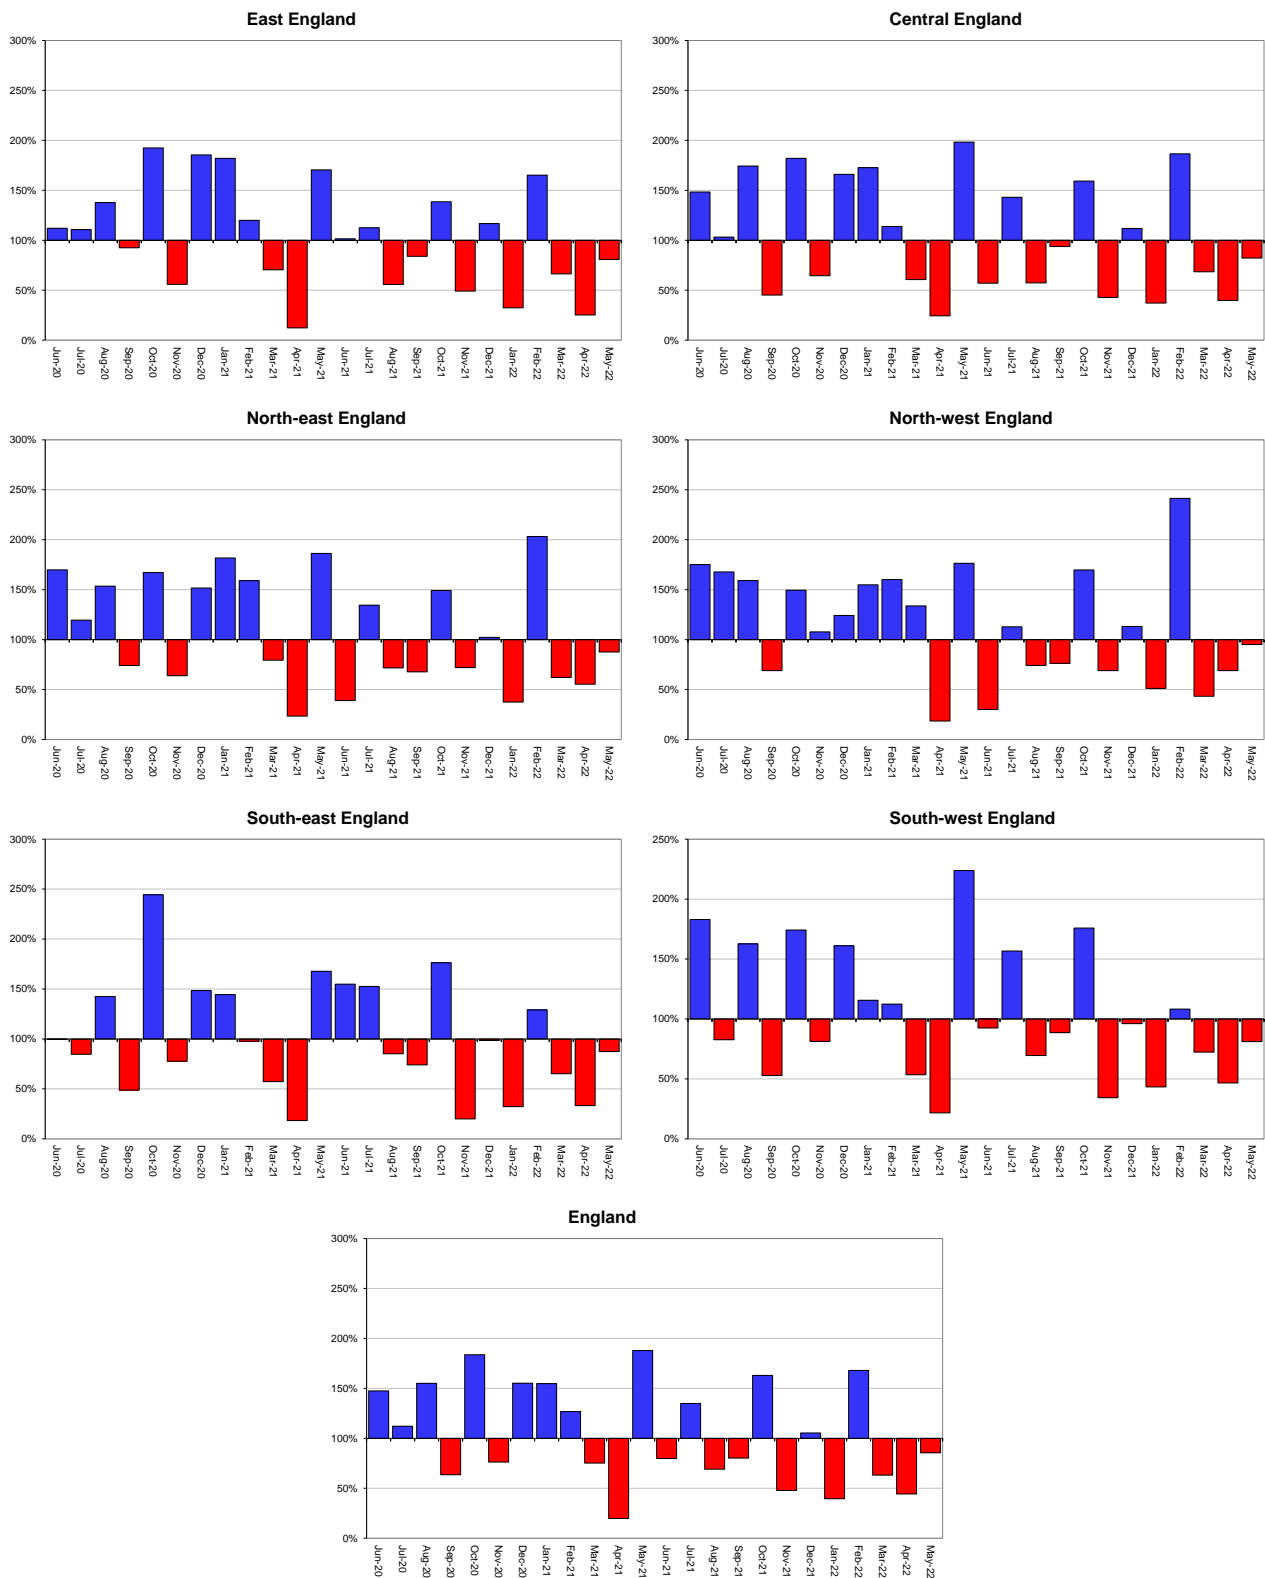 East England
300%
250%
200%
150%
100%
50%
0%
Jun-20
Jul-20
Aug-20
Sep-20
Oct-20
Nov-20
Dec-20
Jan-21
Feb-21
Mar-21
Apr-21
May-21
Jun-21
Jul-21
Aug-21
Sep-21
Oct-21
Nov-21
Dec-21
Jan-22
Feb-22
Mar-22
Apr-22
May-22
Central England
300%
250%
200%
150%
100%
50%
0%
Jun-20
Jul-20
Aug-20
Sep-20
Oct-20
Nov-20
Dec-20
Jan-21
Feb-21
Mar-21
Apr-21
May-21
Jun-21
Jul-21
Aug-21
Sep-21
Oct-21
Nov-21
Dec-21
Jan-22
Feb-22
Mar-22
Apr-22
May-22
North-east England
300%
250%
200%
150%
100%
50%
0%
Jun-20
Jul-20
Aug-20
Sep-20
Oct-20
Nov-20
Dec-20
Jan-21
Feb-21
Mar-21
Apr-21
May-21
Jun-21
Jul-21
Aug-21
Sep-21
Oct-21
Nov-21
Dec-21
Jan-22
Feb-22
Mar-22
Apr-22
May-22
North-west England
300%
250%
200%
150%
100%
50%
0%
Jun-20
Jul-20
Aug-20
Sep-20
Oct-20
Nov-20
Dec-20
Jan-21
Feb-21
Mar-21
Apr-21
May-21
Jun-21
Jul-21
Aug-21
Sep-21
Oct-21
Nov-21
Dec-21
Jan-22
Feb-22
Mar-22
Apr-22
May-22
South-east England
300%
250%
200%
150%
100%
50%
0%
Jun-20
Jul-20
Aug-20
Sep-20
Oct-20
Nov-20
Dec-20
Jan-21
Feb-21
Mar-21
Apr-21
May-21
Jun-21
Jul-21
Aug-21
Sep-21
Oct-21
Nov-21
Dec-21
Jan-22
Feb-22
Mar-22
Apr-22
May-22
South-west England
250%
200%
150%
100%
50%
0%
Jun-20
Jul-20
Aug-20
Sep-20
Oct-20
Nov-20
Dec-20
Jan-21
Feb-21
Mar-21
Apr-21
May-21
Jun-21
Jul-21
Aug-21
Sep-21
Oct-21
Nov-21
Dec-21
Jan-22
Feb-22
Mar-22
Apr-22
May-22
England
300%
250%
200%
150%
100%
50%
0%
Jun-20
Jul-20
Aug-20
Sep-20
Oct-20
Nov-20
Dec-20
Jan-21
Feb-21
Mar-21
Apr-21
May-21
Jun-21
Jul-21
Aug-21
Sep-21
Oct-21
Nov-21
Dec-21
Jan-22
Feb-22
Mar-22
Apr-22
May-22